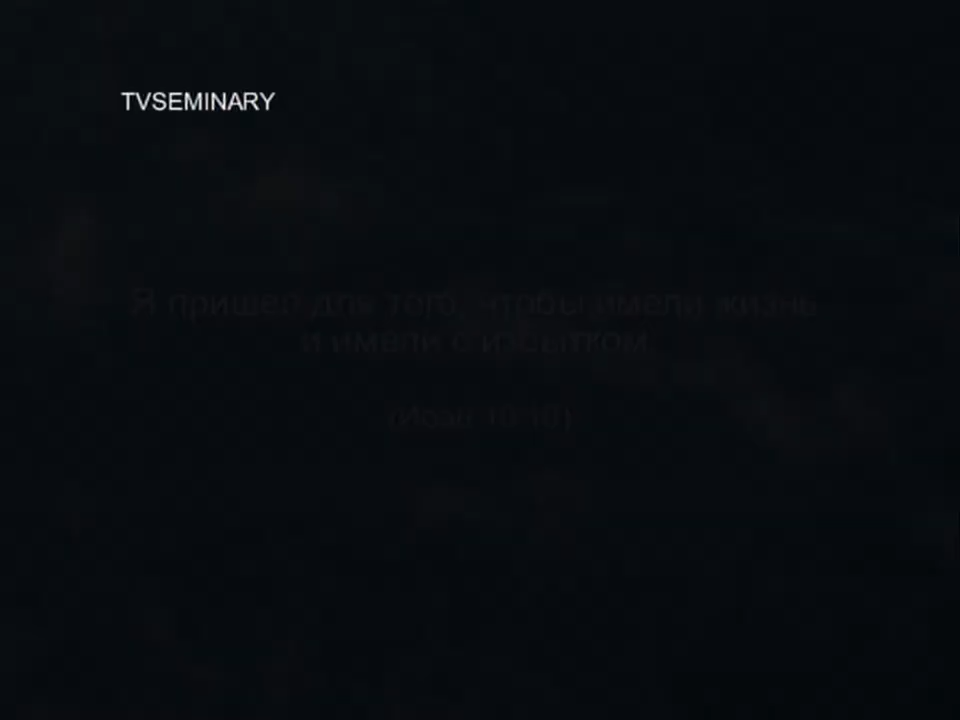 TVSEMINARY
Я пришел для того, чтобы имели жизнь
и имели с избытком